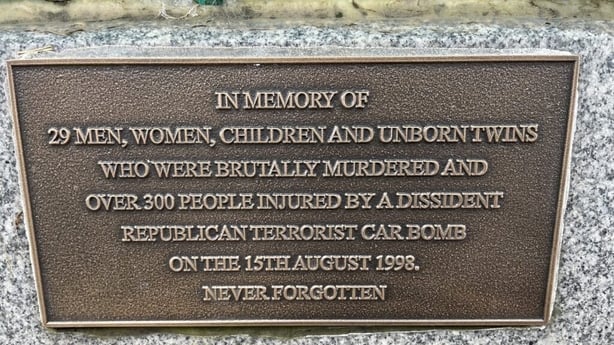 IN MEMORY OF
29 MEN, WOMEN, CHILDREN AND UNBORN TWINS
WHO WERE BRUTALLY MURDERED AND
OVER 300 PEOPLE INJURED BY A DISSIDENT
REPUBLICAN TERRORIST CAR BOMB
ON THE 15TH AUGUST 1998.
NEVER FORGOTTEN